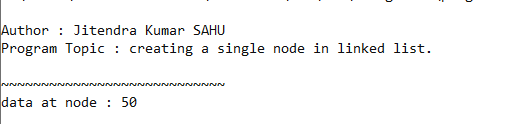 Author : Jitendra Kumar SAHU
Program Topic : creating a single node in linked list.
~~~~~~~~~~~~~~~~~~~~~~~~~~~~
data at node : 50